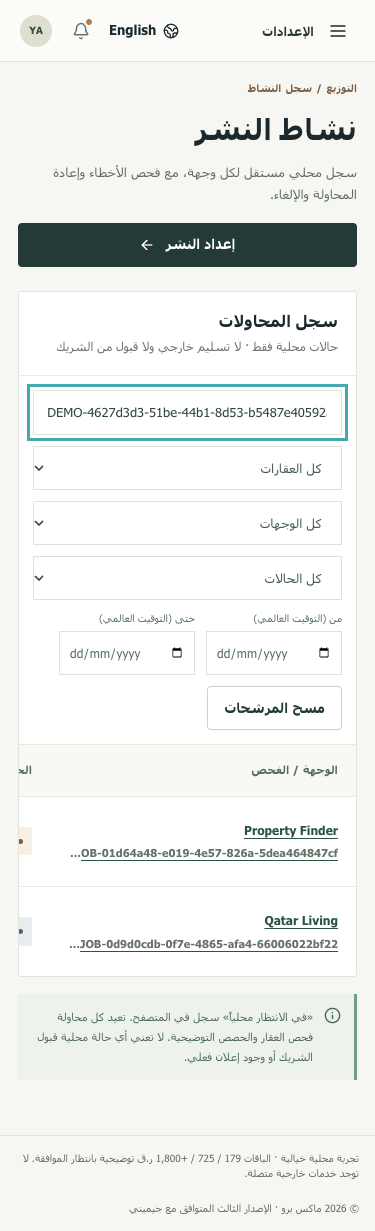 الإعدادات
English
YA
التوزيع / سجل النشاط
نشاط النشر
سجل محلي مستقل لكل وجهة، مع فحص الأخطاء وإعادة
المحاولة والإلغاء.
إعداد النشر ←
سجل المحاولات
حالات محلية فقط · لا تسليم خارجي ولا قبول من الشريك
DEMO-4627d3d3-51be-44b1-8d53-b5487e40592
كل العقارات
كل الوجهات
كل الحالات
من (التوقيت العالمي)
حتى (التوقيت العالمي)
dd/mm/yyyy
dd/mm/yyyy
مسح المرشحات
الوجهة / الفحص
الح
Property Finder
OB-01d64a48-e019-4e57-826a-5dea464847cf...
Qatar Living
JOB-0d9d0cdb-0f7e-4865-afa4-66006022bf22...
«في الانتظار محلياً» سجل في المتصفح. تعيد كل محاولة
فحص العقار والحصص التوضيحية. لا تعني أي حالة محلية قبول
الشريك أو وجود إعلان فعلي.
تجربة محلية خيالية · الباقات 179 / 725 / +1,800 ر.ق توضيحية بانتظار الموافقة. لا
توجد خدمات خارجية متصلة.
© 2026 ماكس برو · الإصدار الثالث المتوافق مع جيميني